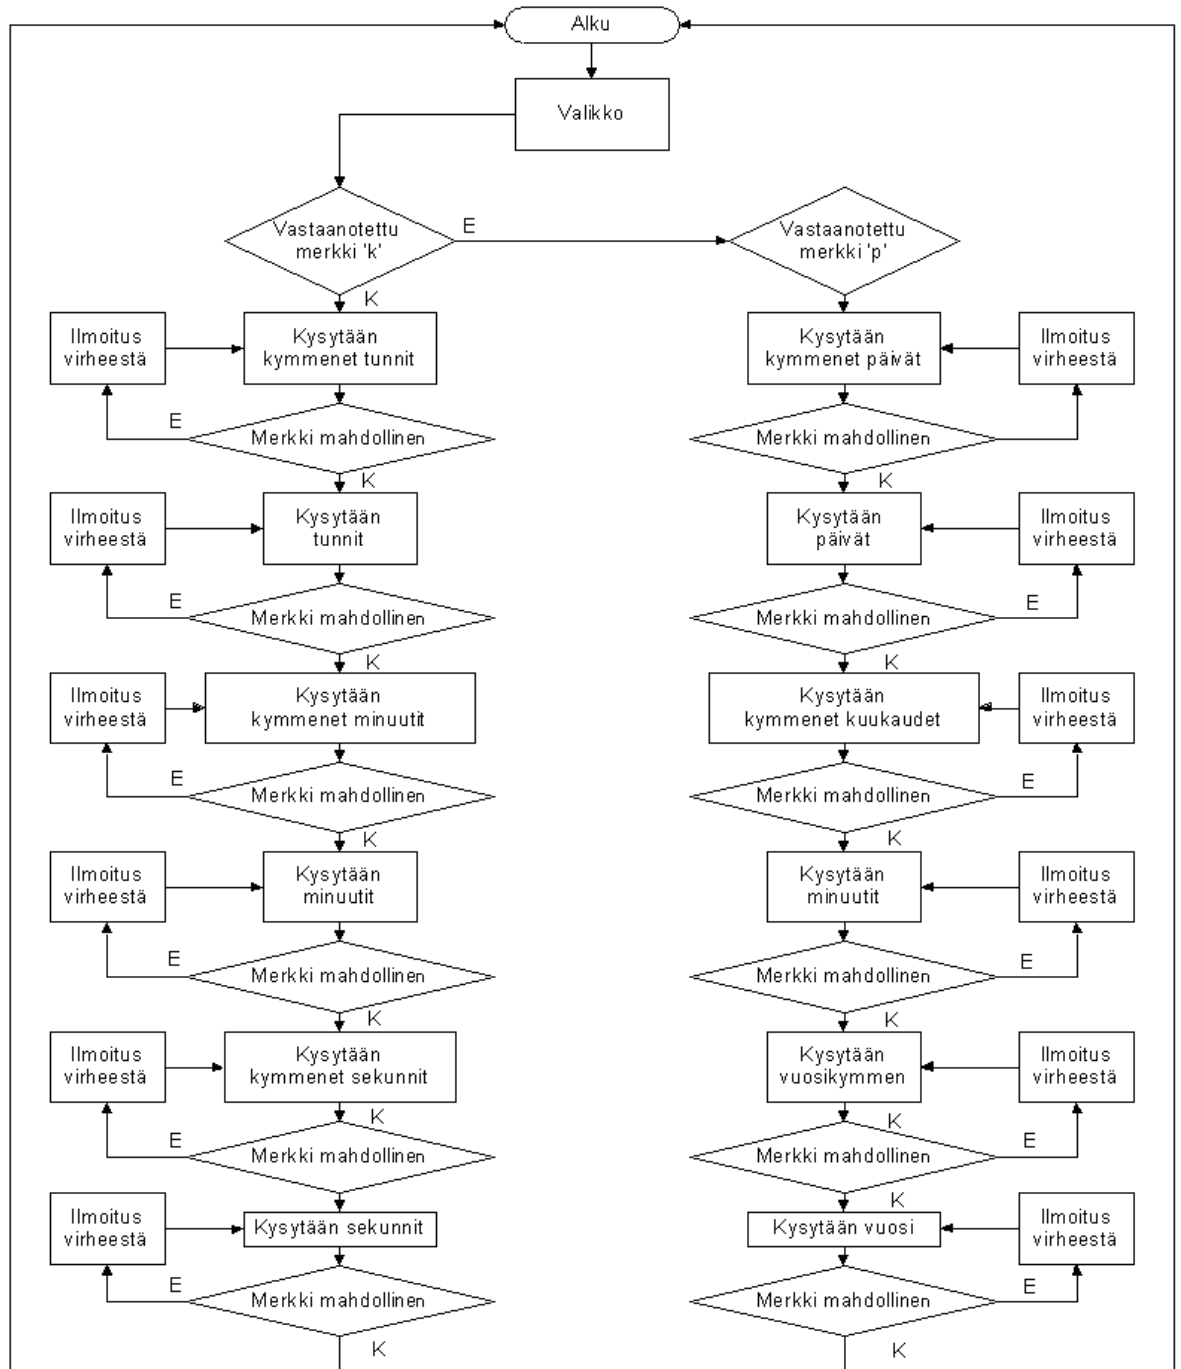 Alku
Valikko
Vastaanotettu
merkki 'k'
E
Vastaanotettu
merkki 'p'
K
Ilmoitus
virheestä
Kysytään
kymmenet tunnit
Kysytään
kymmenet päivät
Ilmoitus
virheestä
E
Merkki mahdollinen
Merkki mahdollinen
K
K
Ilmoitus
virheestä
Kysytään
tunnit
Kysytään
päivät
Ilmoitus
virheestä
E
Merkki mahdollinen
Merkki mahdollinen
E
K
K
Ilmoitus
virheestä
Kysytään
kymmenet minuutit
Kysytään
kymmenet kuukaudet
Ilmoitus
virheestä
E
Merkki mahdollinen
Merkki mahdollinen
E
K
K
Ilmoitus
virheestä
Kysytään
minuutit
Kysytään
minuutit
Ilmoitus
virheestä
E
Merkki mahdollinen
Merkki mahdollinen
E
K
K
Ilmoitus
virheestä
Kysytään
kymmenet sekunnit
Kysytään
vuosikymmen
Ilmoitus
virheestä
K
K
E
Merkki mahdollinen
Merkki mahdollinen
E
K
Ilmoitus
virheestä
Kysytään sekunnit
Kysytään vuosi
Ilmoitus
virheestä
E
Merkki mahdollinen
Merkki mahdollinen
E
K
K